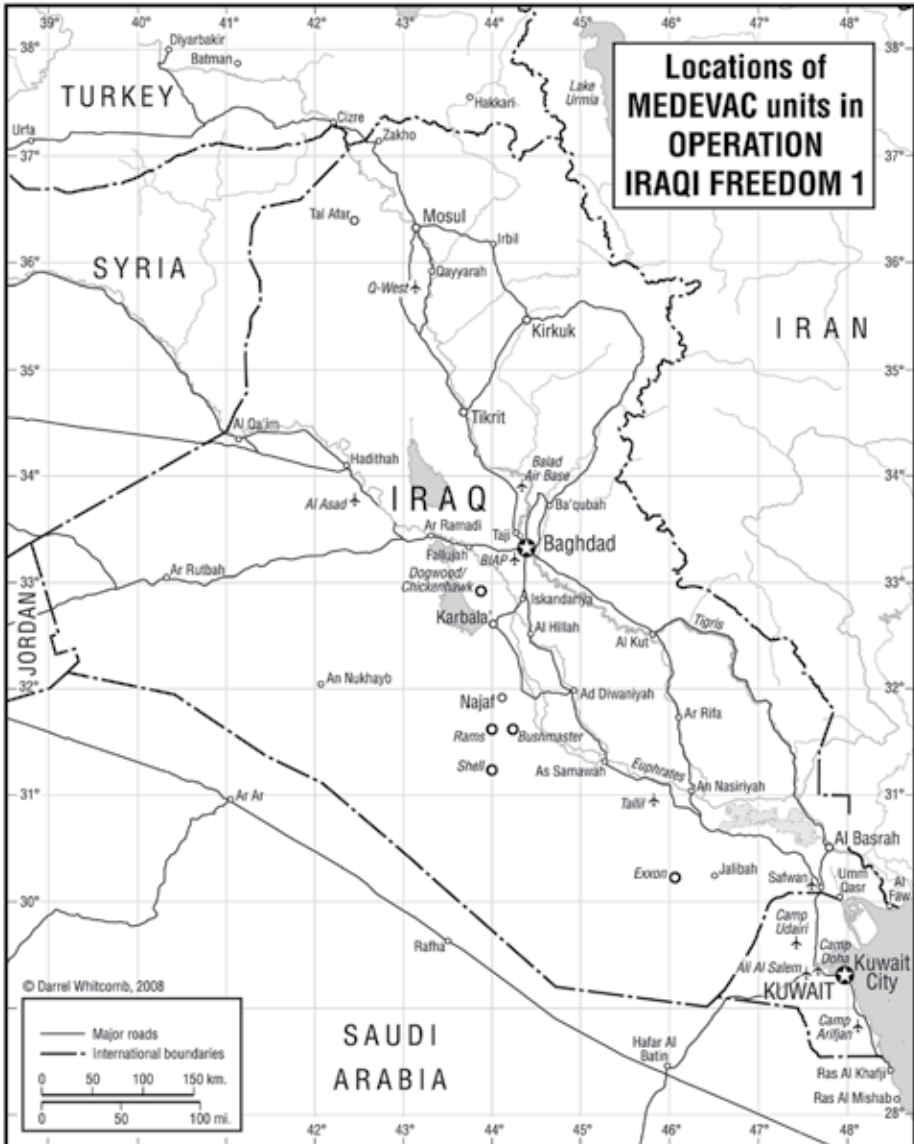 39° 40° 41° 42° 43° 44° 45° 46° 47° 48°
Locations of
MEDEVAC units in
OPERATION
IRAQI FREEDOM 1
38°
38°
Diyarbakir
Batman
TURKEY
Lake
Urmia
Hakkari
Cizre
Urfa
Zakho
37°
37°
Tal Afar
Mosul
Irbil
SYRIA
Qayyarah
36°
36°
Q-West
Kirkuk
IRAN
35°
35°
Tikrit
Al Qa'im
Hadithah
34°
34°
Balad
Air Base
Al Asad
IRAQ
Ba'qubah
Ar Ramadi
Taji
Baghdad
Fallujah
BIAP
33°
33°
Ar Rutbah
Dogwood/
Chickenhawk
Iskandariya
JORDAN
Karbala'
Al Hillah
Al Kut
Tigris
32°
32°
An Nukhayb
Najaf
Ad Diwaniyah
Ar Rifa
Rams
Bushmaster
Shell
As Samawah
Euphrates
An Nasiriyah
31°
31°
Ar Ar
Tallil
Al Basrah
Exxon
Jalibah
Safwan
Umm
Qasr
Al
Faw
30°
30°
Rafha
Camp
Udairi
Camp
Doha
Ali Al Salem
Kuwait
City
KUWAIT
29°
© Darrel Whitcomb, 2008
Camp
Arifjan
Major roads
International boundaries
0 50 100 150 km.
0 50 100 mi.
SAUDI
ARABIA
Hafar Al
Batin
Ras Al Khafji
Ras Al Mishab
28°
41° 42° 43° 44° 45° 46° 47° 48°